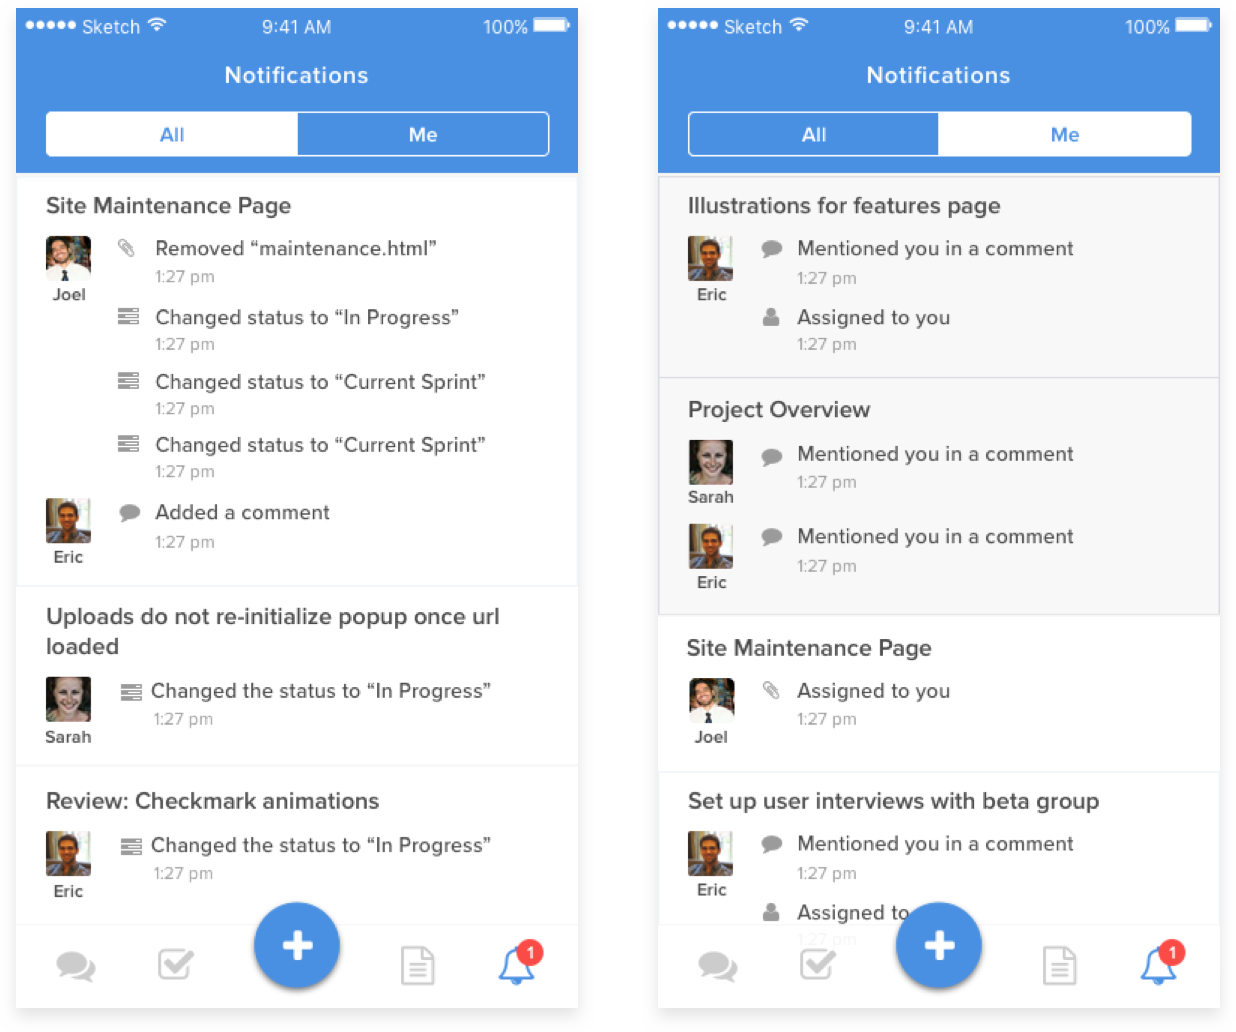 Sketch 9:41 AM 100%
Notifications
All Me
Site Maintenance Page
Removed “maintenance.html”
1:27 pm
Joel
Changed status to “In Progress”
1:27 pm
Changed status to “Current Sprint”
1:27 pm
Changed status to “Current Sprint”
1:27 pm
Added a comment
1:27 pm
Eric
Uploads do not re-initialize popup once url
loaded
Changed the status to “In Progress”
1:27 pm
Sarah
Review: Checkmark animations
Changed the status to “In Progress”
1:27 pm
Eric
1
Sketch 9:41 AM 100%
Notifications
All Me
Illustrations for features page
Mentioned you in a comment
1:27 pm
Eric
Assigned to you
1:27 pm
Project Overview
Mentioned you in a comment
1:27 pm
Sarah
Mentioned you in a comment
1:27 pm
Eric
Site Maintenance Page
Assigned to you
1:27 pm
Joel
Set up user interviews with beta group
Mentioned you in a comment
1:27 pm
Eric
Assigned to
1:27 pm
1